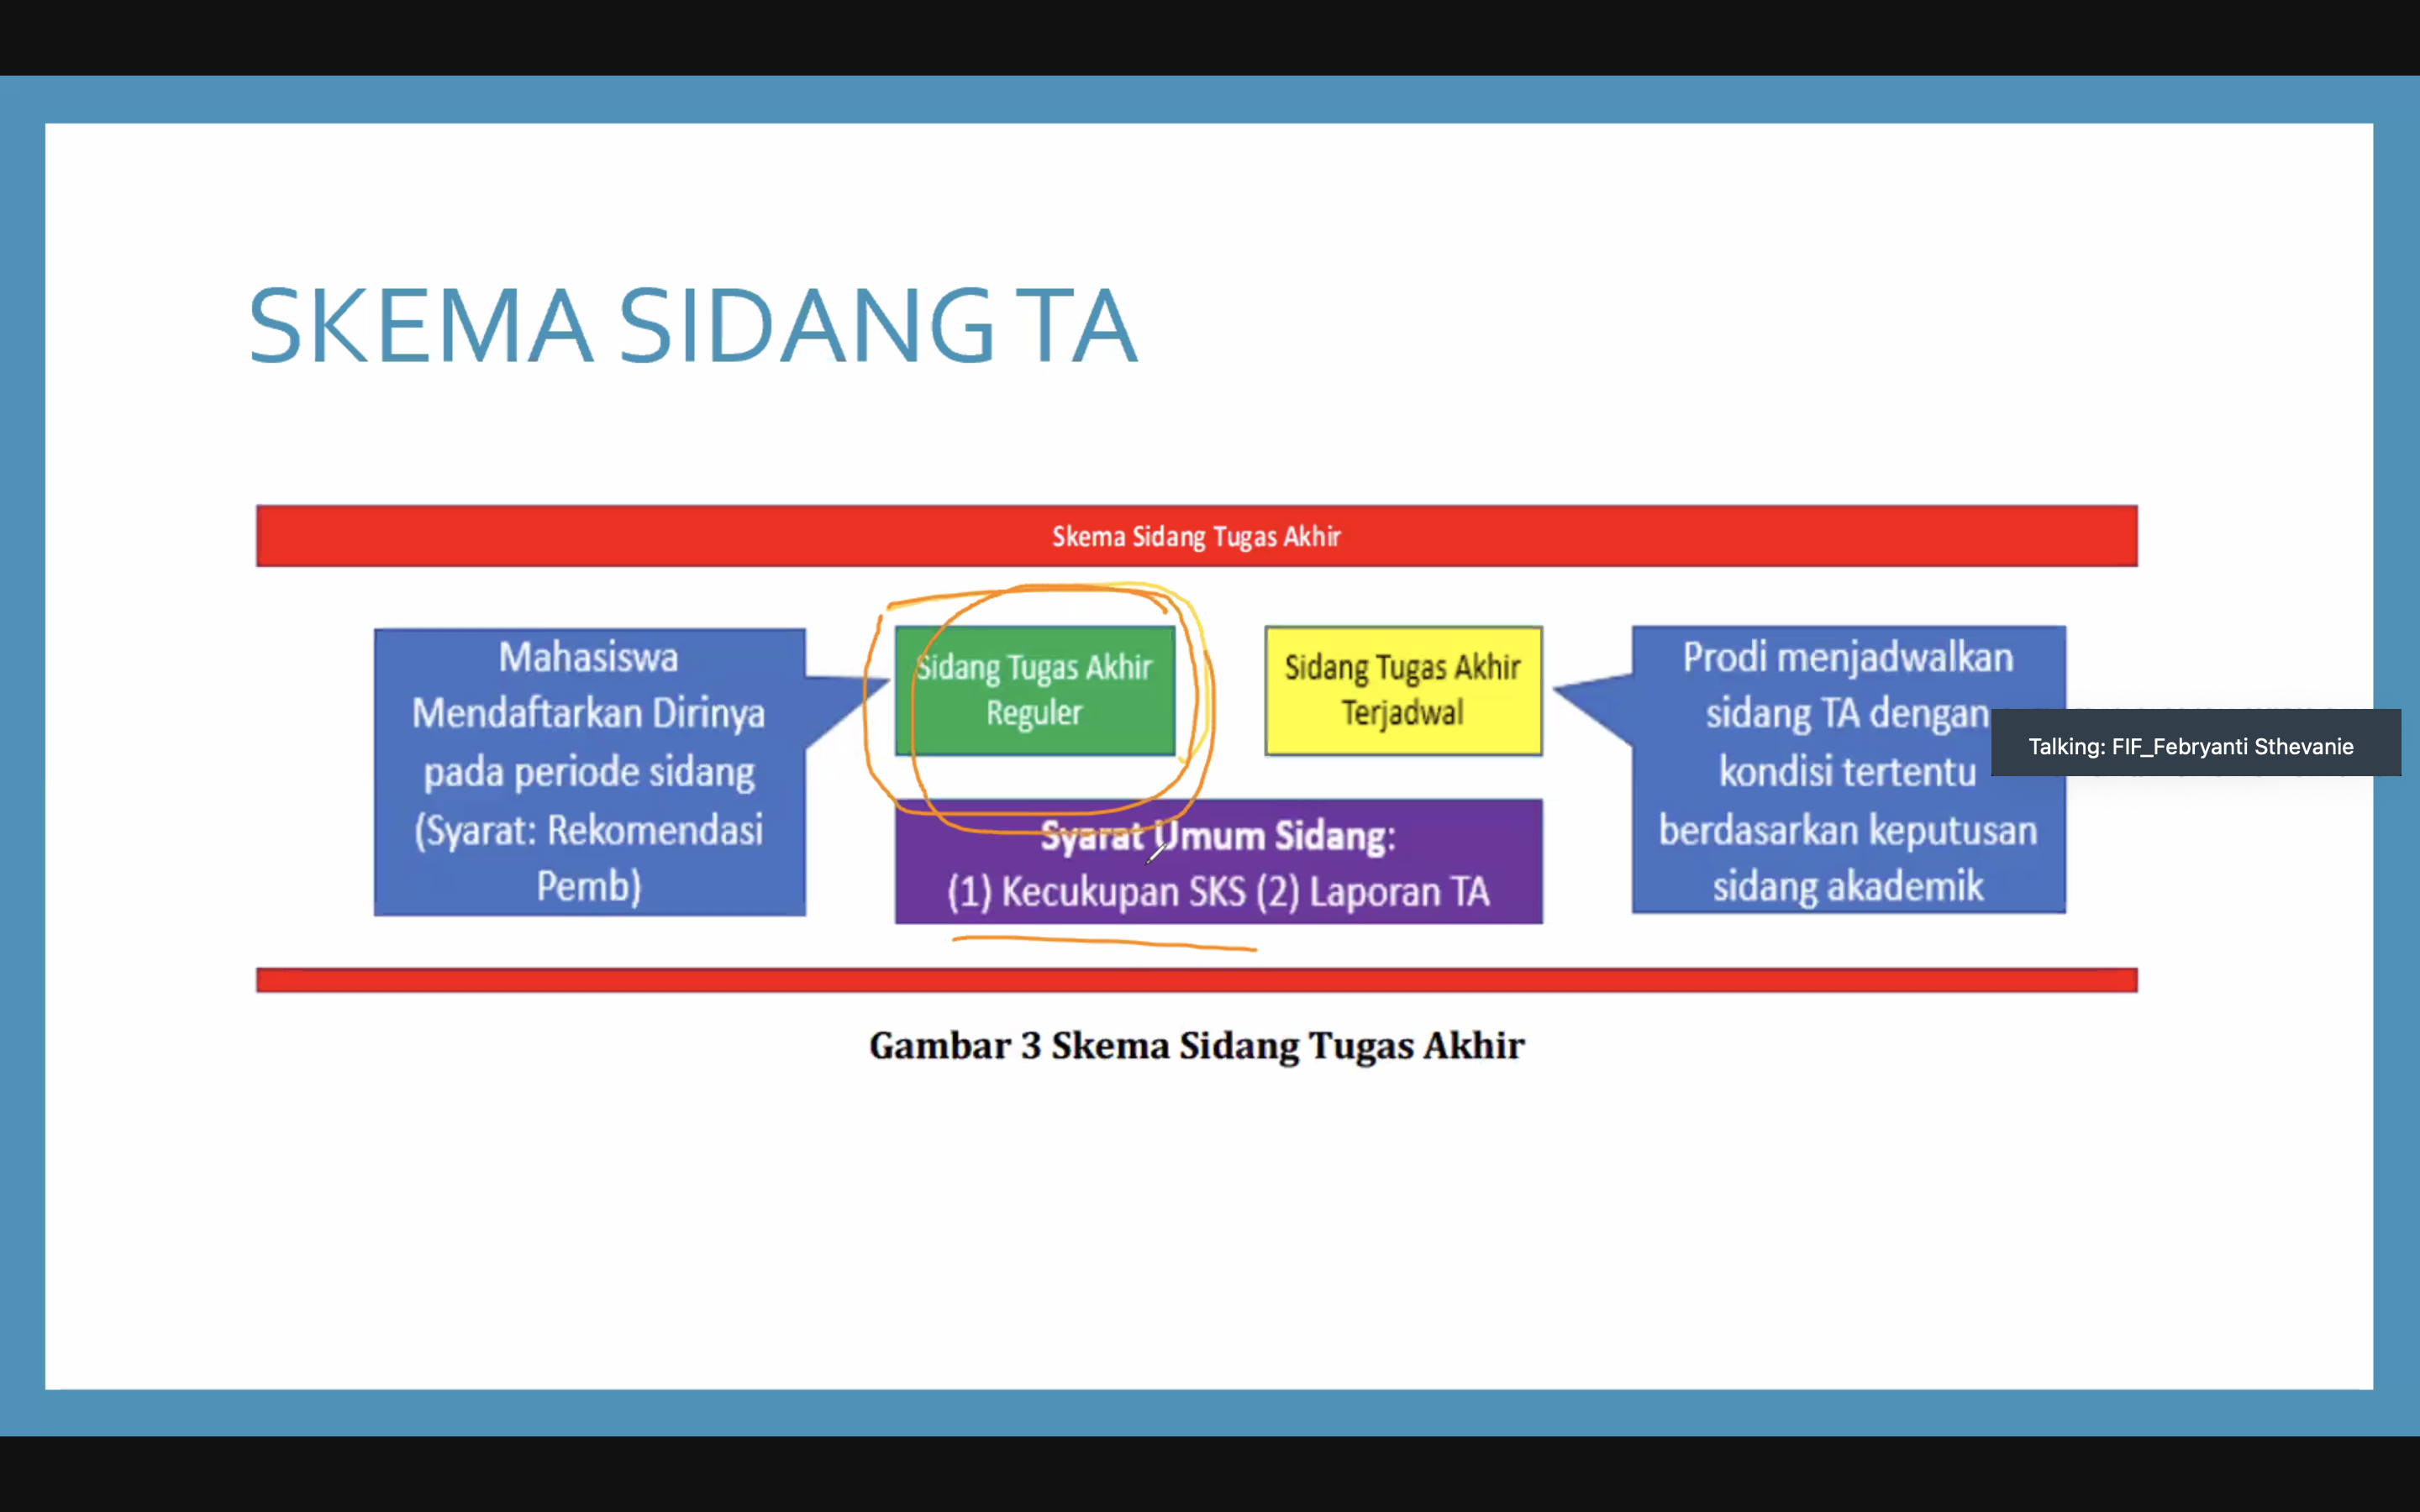 SKEMA SIDANG TA
Skema Sidang Tugas Akhir
Mahasiswa
Mendaftarkan Dirinya
pada periode sidang
(Syarat: Rekomendasi
Pemb)
Sidang Tugas Akhir
Reguler
Sidang Tugas Akhir
Terjadwal
Prodi menjadwalkan
sidang TA dengan
kondisi tertentu
berdasarkan keputusan
sidang akademik
Talking: FIF_Febryanti Sthevanie
Syarat Umum Sidang:
(1) Kecukupan SKS (2) Laporan TA
Gambar 3 Skema Sidang Tugas Akhir